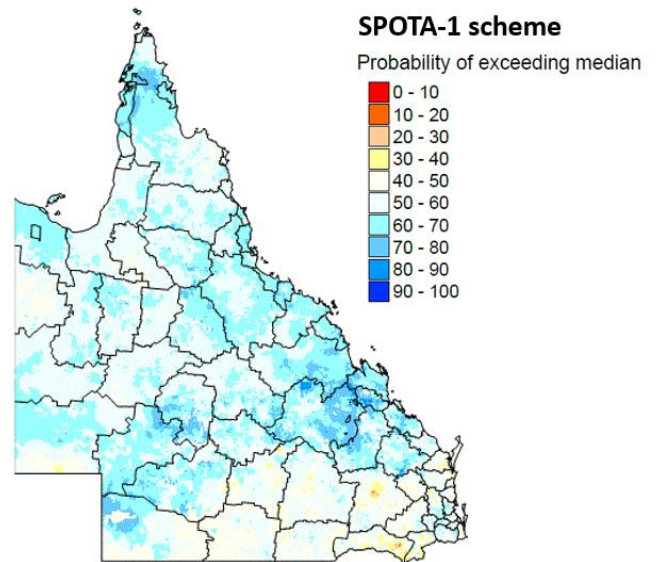 SPOTA-1 scheme
Probability of exceeding median
0 - 10
10 - 20
20 - 30
30 - 40
40 - 50
50 - 60
60 - 70
70 - 80
80 - 90
90 - 100